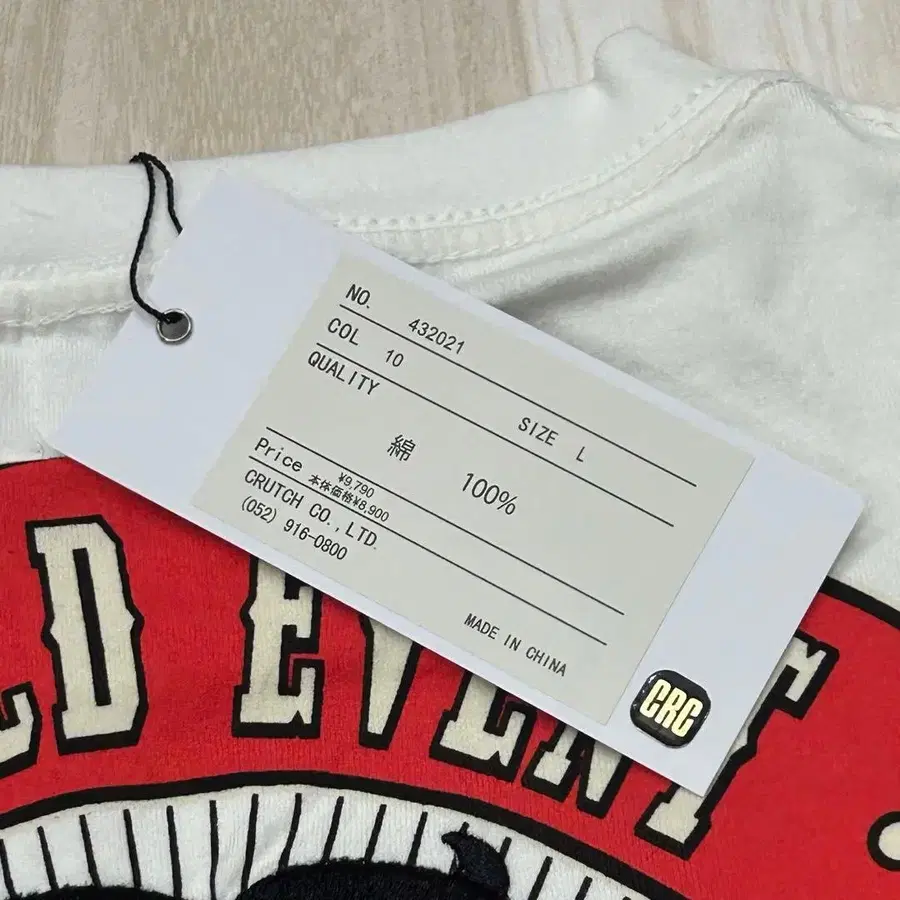 NO. 432021
COL 10 SIZE L
QUALITY
綿 100%
Price ¥9,790
本体価格¥8,900
CRUTCH CO.,LTD.
(052) 916-0800
MADE IN CHINA
CRC
LD EVENT